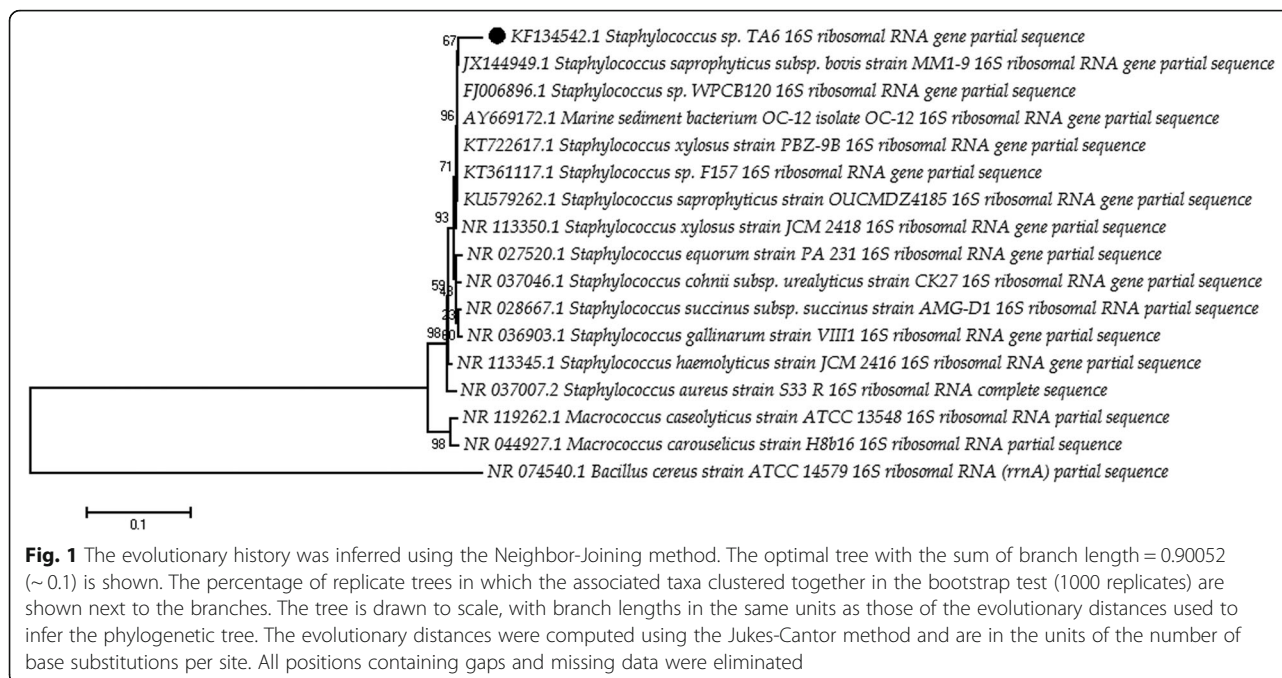 67
KF134542.1 Staphylococcus sp. TA6 16S ribosomal RNA gene partial sequence
JX144949.1 Staphylococcus saprophyticus subsp. bovis strain MM1-9 16S ribosomal RNA gene partial sequence
FJ006896.1 Staphylococcus sp. WPCB120 16S ribosomal RNA gene partial sequence
96
AY669172.1 Marine sediment bacterium OC-12 isolate OC-12 16S ribosomal RNA gene partial sequence
KT722617.1 Staphylococcus xylosus strain PBZ-9B 16S ribosomal RNA gene partial sequence
71
KT361117.1 Staphylococcus sp. F157 16S ribosomal RNA gene partial sequence
KU579262.1 Staphylococcus saprophyticus strain OUCMDZ4185 16S ribosomal RNA gene partial sequence
93
NR 113350.1 Staphylococcus xylosus strain JCM 2418 16S ribosomal RNA gene partial sequence
NR 027520.1 Staphylococcus equorum strain PA 231 16S ribosomal RNA gene partial sequence
NR 037046.1 Staphylococcus cohnii subsp. urealyticus strain CK27 16S ribosomal RNA gene partial sequence
59
NR 028667.1 Staphylococcus succinus subsp. succinus strain AMG-D1 16S ribosomal RNA partial sequence
23
98
NR 036903.1 Staphylococcus gallinarum strain VIII1 16S ribosomal RNA gene partial sequence
NR 113345.1 Staphylococcus haemolyticus strain JCM 2416 16S ribosomal RNA gene partial sequence
NR 037007.2 Staphylococcus aureus strain S33 R 16S ribosomal RNA complete sequence
NR 119262.1 Macrococcus caseolyticus strain ATCC 13548 16S ribosomal RNA partial sequence
98
NR 044927.1 Macrococcus carouselicus strain H8b16 16S ribosomal RNA partial sequence
NR 074540.1 Bacillus cereus strain ATCC 14579 16S ribosomal RNA (rrnA) partial sequence
0.1
Fig. 1 The evolutionary history was inferred using the Neighbor-Joining method. The optimal tree with the sum of branch length = 0.90052
(~ 0.1) is shown. The percentage of replicate trees in which the associated taxa clustered together in the bootstrap test (1000 replicates) are
shown next to the branches. The tree is drawn to scale, with branch lengths in the same units as those of the evolutionary distances used to
infer the phylogenetic tree. The evolutionary distances were computed using the Jukes-Cantor method and are in the units of the number of
base substitutions per site. All positions containing gaps and missing data were eliminated